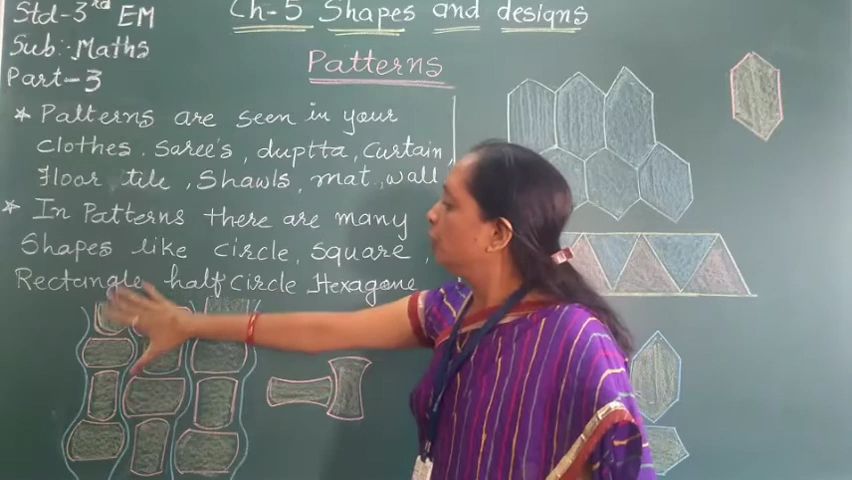 Std-3rd EM
Sub:- Maths
Part-3
Ch-5 Shapes and designs
Patterns
* Patterns are seen in your
clothes. Saree's, duptta, Curtain,
Floor tile, Shawls, mat, wall
* In Patterns there are many
Shapes like circle, square,
Rectangle half circle Hexagone